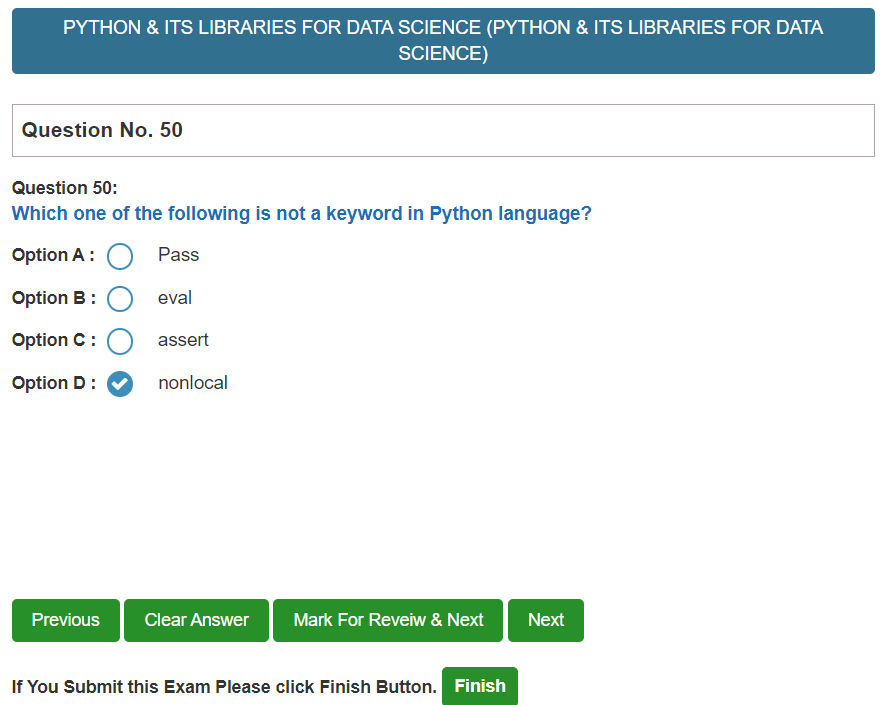 PYTHON & ITS LIBRARIES FOR DATA SCIENCE (PYTHON & ITS LIBRARIES FOR DATA
SCIENCE)
Question No. 50
Question 50:
Which one of the following is not a keyword in Python language?
Option A : Pass
Option B : eval
Option C : assert
Option D : nonlocal
Previous Clear Answer Mark For Reveiw & Next Next
If You Submit this Exam Please click Finish Button. Finish